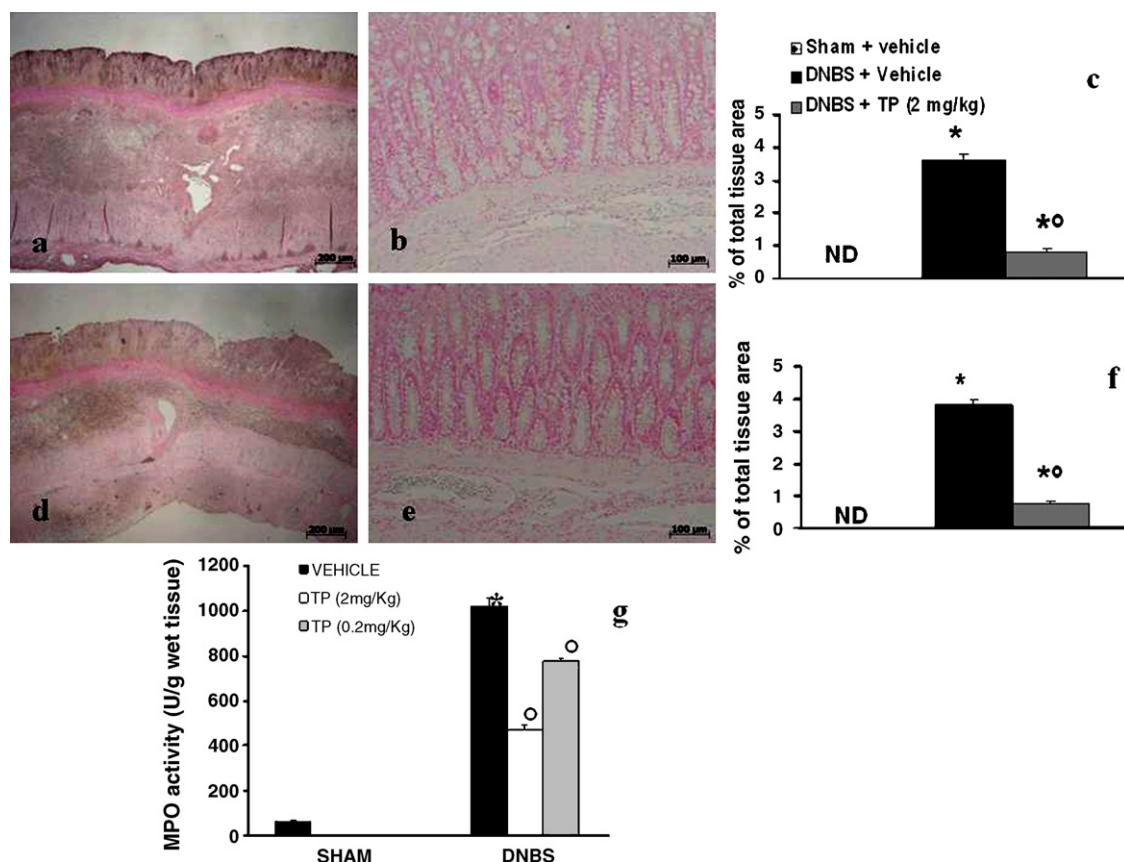 a
200 µm
b
100 µm
Sham + vehicle
DNBS + Vehicle
DNBS + TP (2 mg/kg)
c
% of total tissue area
5
4
3
2
1
0
ND
*
*o
d
200 µm
e
100 µm
f
% of total tissue area
5
4
3
2
1
0
ND
*
*o
MPO activity (U/g wet tissue)
1200
1000
800
600
400
200
0
VEHICLE
TP (2mg/Kg)
TP (0.2mg/Kg)
g
*
o
o
SHAM
DNBS